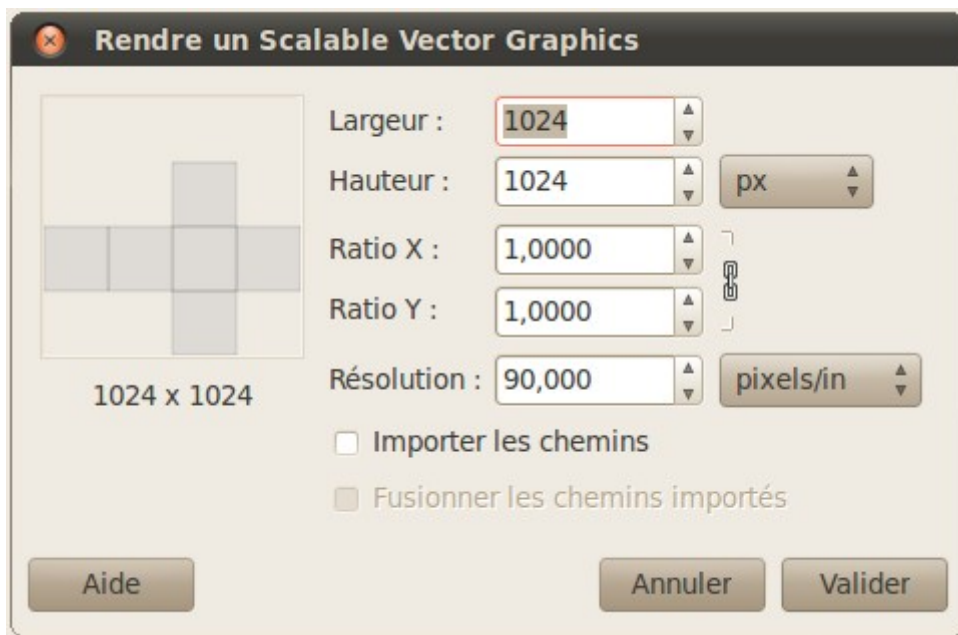 Rendre un Scalable Vector Graphics
Largeur : 1024
Hauteur : 1024 px
Ratio X : 1,0000
Ratio Y : 1,0000
Résolution : 90,000 pixels/in
1024 x 1024
Importer les chemins
Fusionner les chemins importés
Aide Annuler Valider